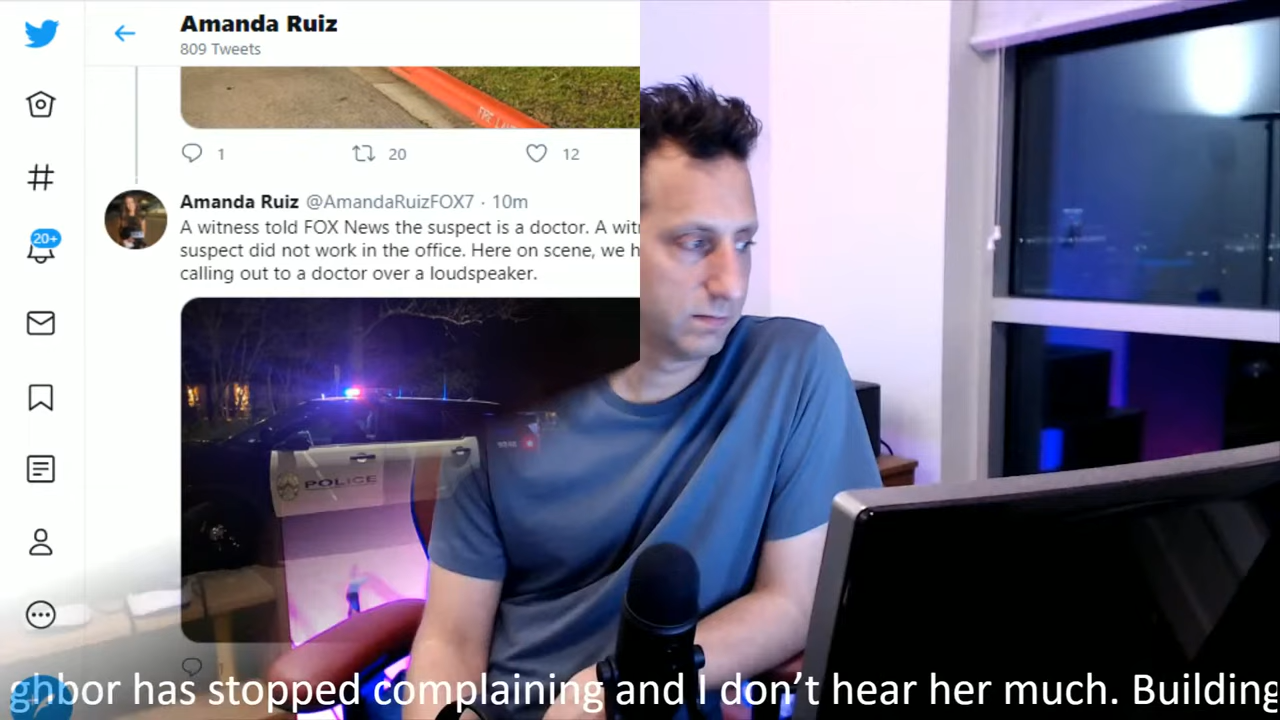 Amanda Ruiz
809 Tweets
FIRE
1
20
12
Amanda Ruiz @AmandaRuizFOX7 · 10m
20+
A witness told FOX News the suspect is a doctor. A
suspect did not work in the office. Here on scene, we
calling out to a doctor over a loudspeaker.
POLICE
ghbor has stopped complaining and I don't hear her much. Building